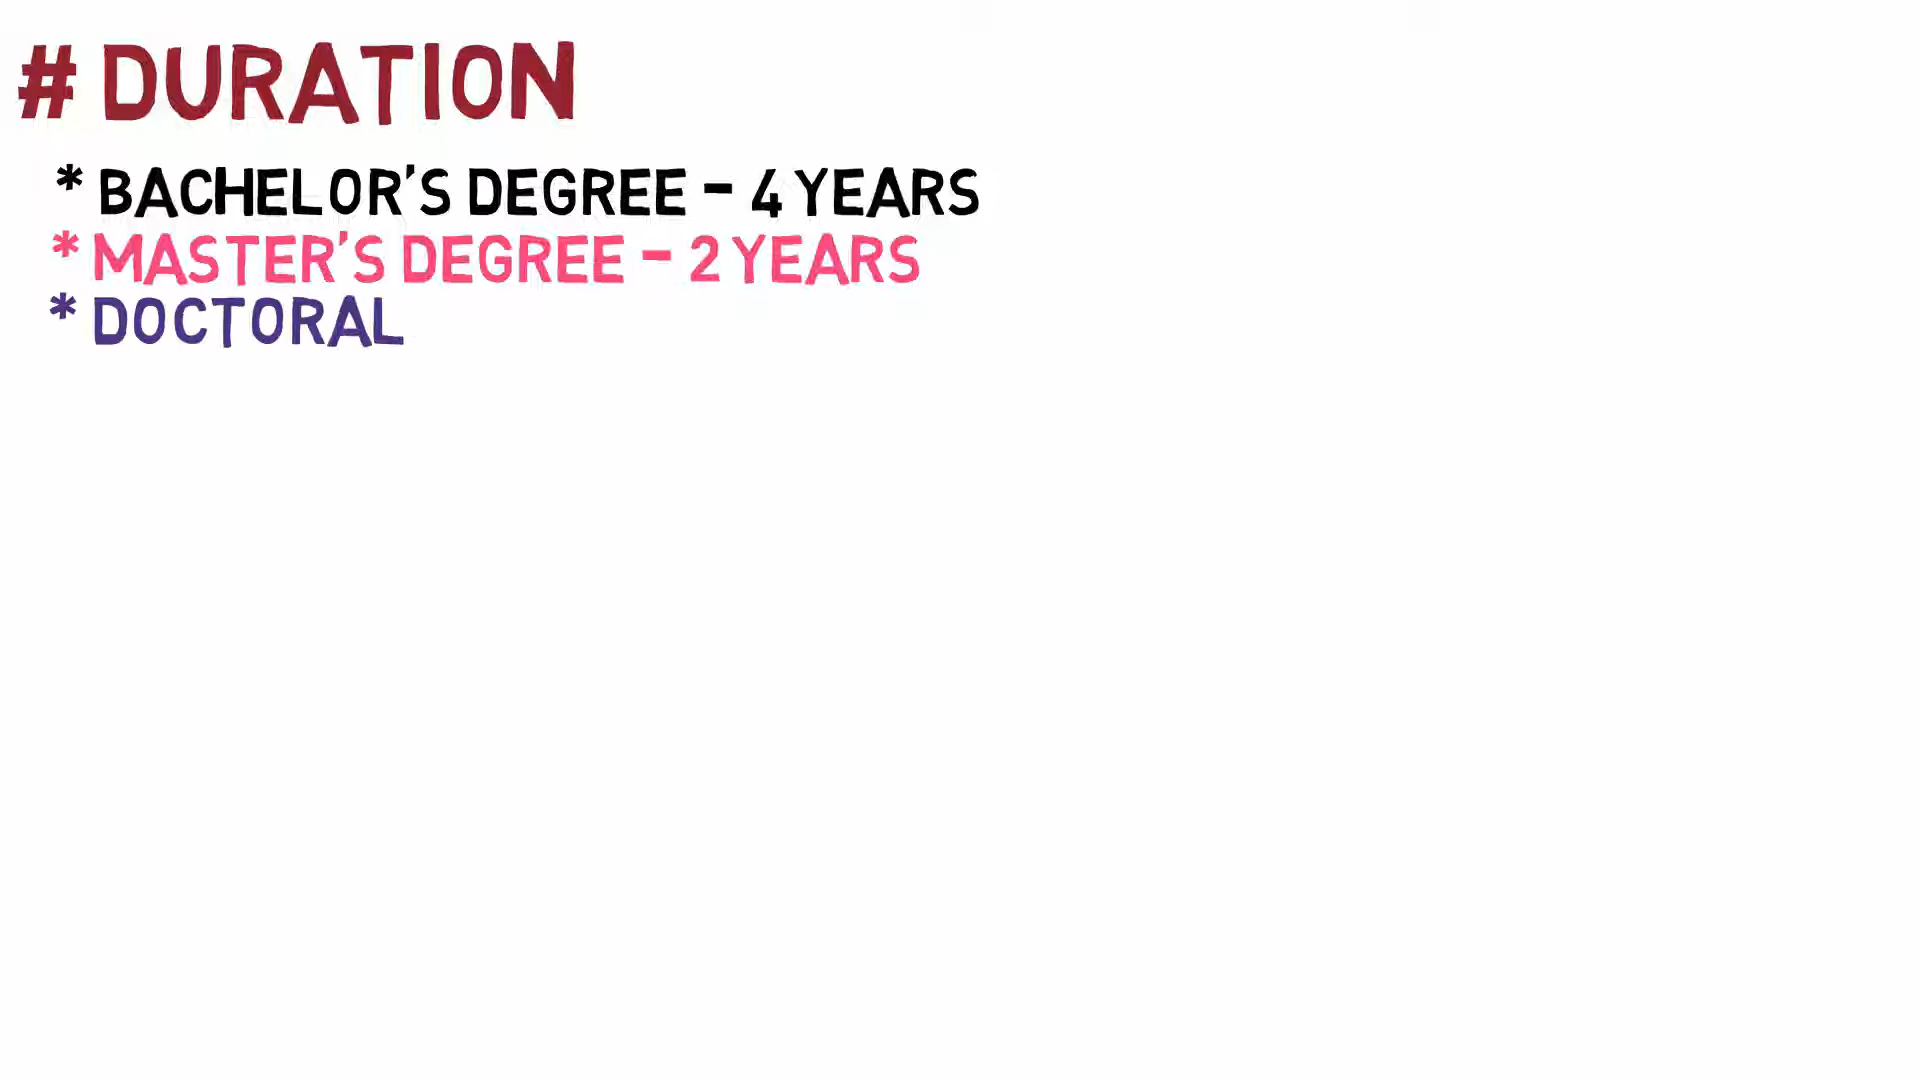 # DURATION
* BACHELOR'S DEGREE - 4 YEARS
* MASTER'S DEGREE - 2 YEARS
* DOCTORAL